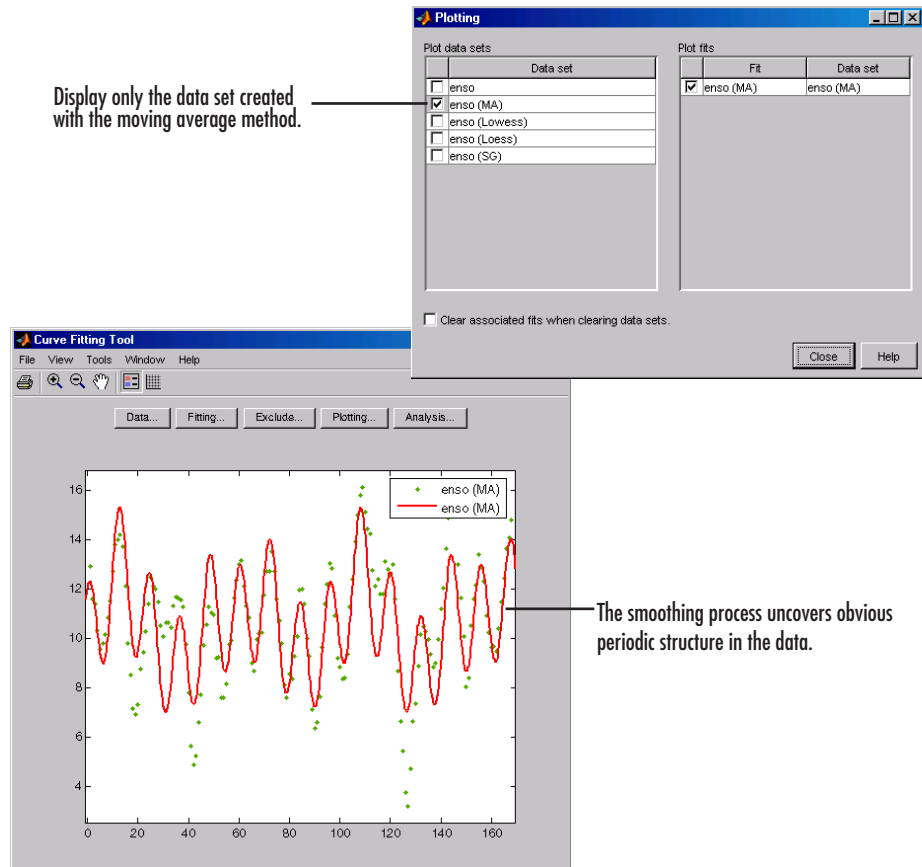 Plotting
Plot data sets
Plot fits
Data set
Fit
Data set
enso
enso (MA)
enso (Lowess)
enso (Loess)
enso (SG)
enso (MA)
enso (MA)
Display only the data set created
with the moving average method.
Clear associated fits when clearing data sets.
Close
Help
Curve Fitting Tool
File View Tools Window Help
Data...
Fitting...
Exclude...
Plotting...
Analysis...
enso (MA)
enso (MA)
16
14
12
10
8
6
4
0
20
40
60
80
100
120
140
160
The smoothing process uncovers obvious
periodic structure in the data.